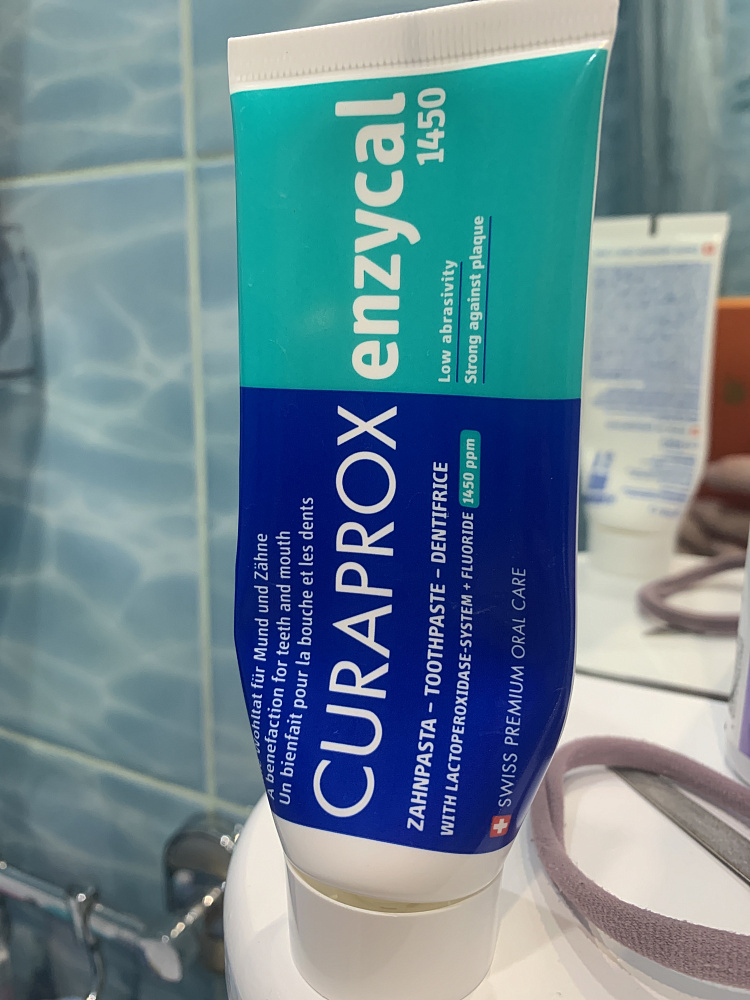 Wohltat für Mund und Zähne
A benefaction for teeth and mouth
Un bienfait pour la bouche et les dents
CURAPROX enzycal
1450
ZAHNPASTA – TOOTHPASTE – DENTIFRICE
Low abrasivity
WITH LACTOPEROXIDASE-SYSTEM + FLUORIDE 1450 ppm
Strong against plaque
SWISS PREMIUM ORAL CARE